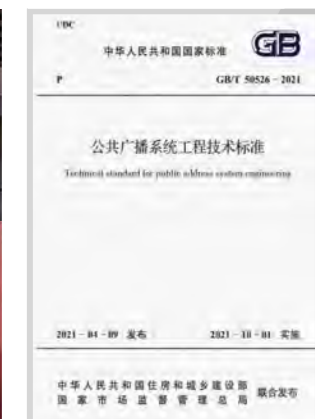 UDC
中华人民共和国国家标准 GB
P GB/T 50526－2021
公共广播系统工程技术标准
Technical standard for public address system engineering
2021－04－09 发布 2021－10－01 实施
中华人民共和国住房和城乡建设部
国家市场监督管理总局 联合发布